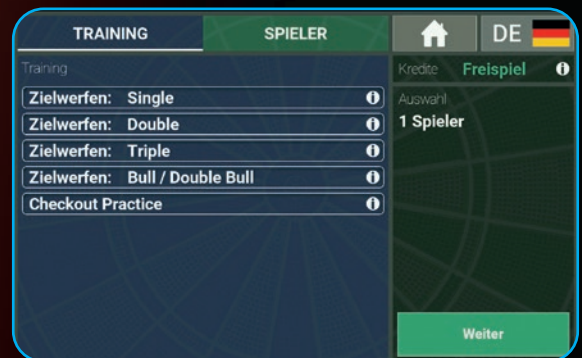 TRAINING
SPIELER
DE
Training
Zielwerfen: Single
Zielwerfen: Double
Zielwerfen: Triple
Zielwerfen: Bull / Double Bull
Checkout Practice
Kredite Freispiel
Auswahl
1 Spieler
Weiter